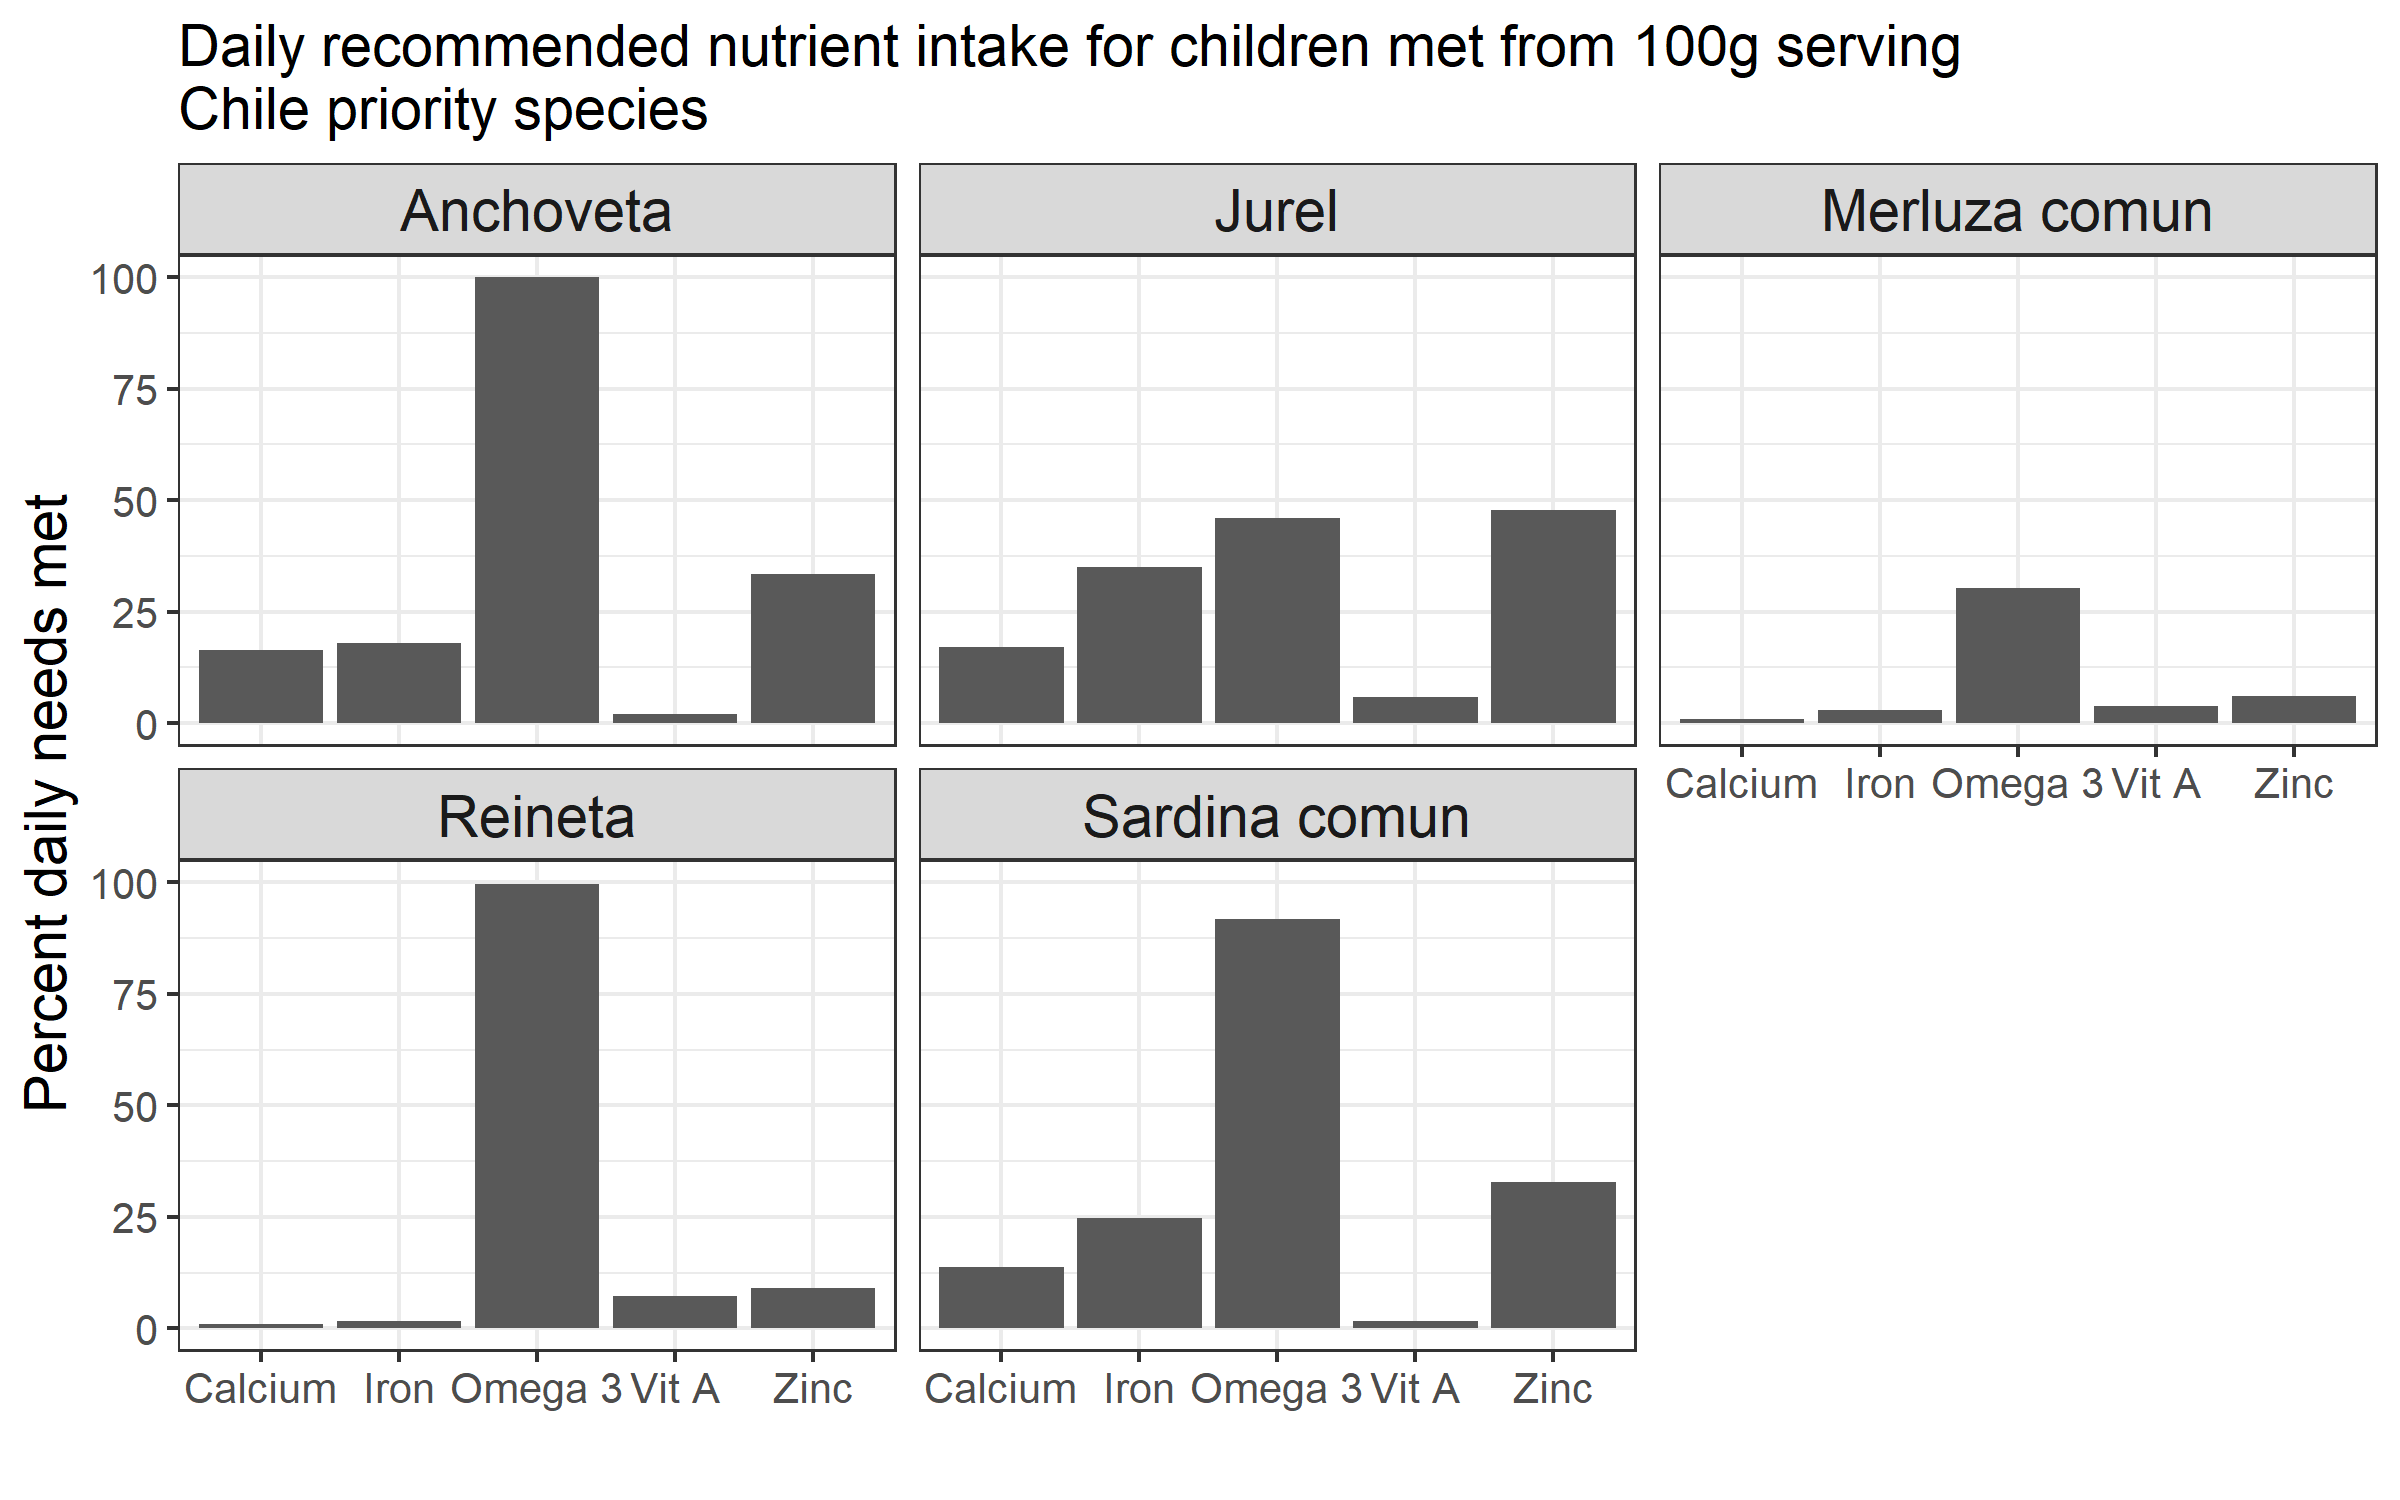 Daily recommended nutrient intake for children met from 100g serving
Chile priority species
Percent daily needs met
Anchoveta
Jurel
Merluza comun
100
75
50
25
0
Calcium Iron Omega 3 Vit A Zinc
Reineta
Sardina comun
100
75
50
25
0
Calcium Iron Omega 3 Vit A Zinc
Calcium Iron Omega 3 Vit A Zinc